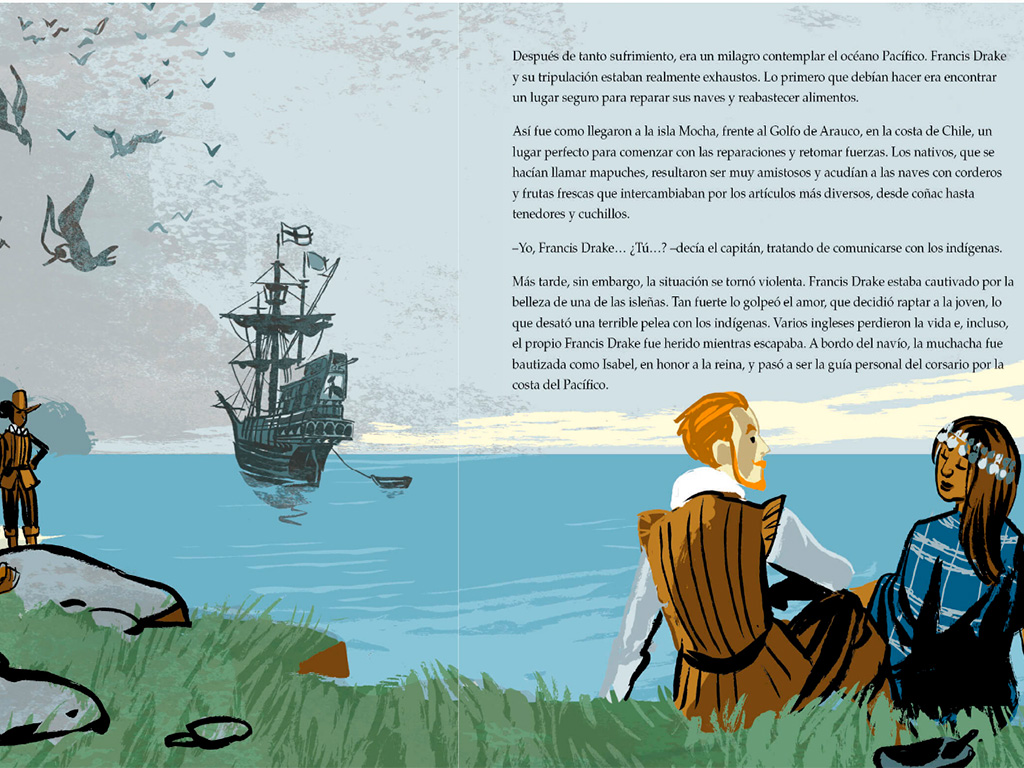 Después de tanto sufrimiento, era un milagro contemplar el océano Pacífico. Francis Drake
y su tripulación estaban realmente exhaustos. Lo primero que debían hacer era encontrar
un lugar seguro para reparar sus naves y reabastecer alimentos.
Así fue como llegaron a la isla Mocha, frente al Golfo de Arauco, en la costa de Chile, un
lugar perfecto para comenzar con las reparaciones y retomar fuerzas. Los nativos, que se
hacían llamar mapuches, resultaron ser muy amistosos y acudían a las naves con corderos
y frutas frescas que intercambiaban por los artículos más diversos, desde coñac hasta
tenedores y cuchillos.
–Yo, Francis Drake… ¿Tú…? –decía el capitán, tratando de comunicarse con los indígenas.
Más tarde, sin embargo, la situación se tornó violenta. Francis Drake estaba cautivado por la
belleza de una de las isleñas. Tan fuerte lo golpeó el amor, que decidió raptar a la joven, lo
que desató una terrible pelea con los indígenas. Varios ingleses perdieron la vida e, incluso,
el propio Francis Drake fue herido mientras escapaba. A bordo del navío, la muchacha fue
bautizada como Isabel, en honor a la reina, y pasó a ser la guía personal del corsario por la
costa del Pacífico.